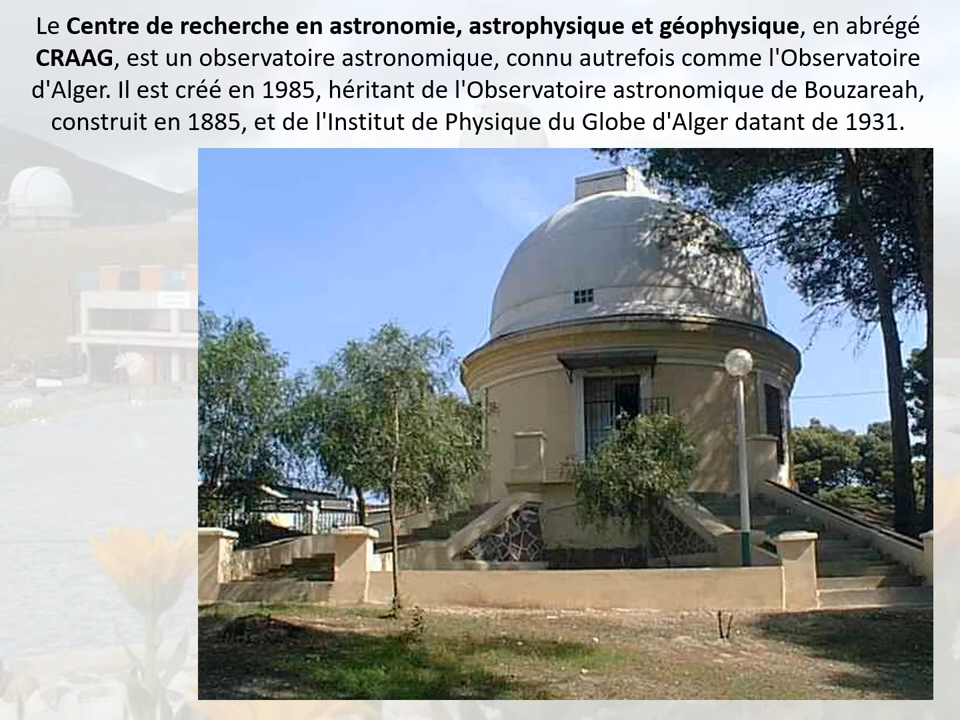 Le Centre de recherche en astronomie, astrophysique et géophysique, en abrégé
CRAAG, est un observatoire astronomique, connu autrefois comme l'Observatoire
d'Alger. Il est créé en 1985, héritant de l'Observatoire astronomique de Bouzareah,
construit en 1885, et de l'Institut de Physique du Globe d'Alger datant de 1931.